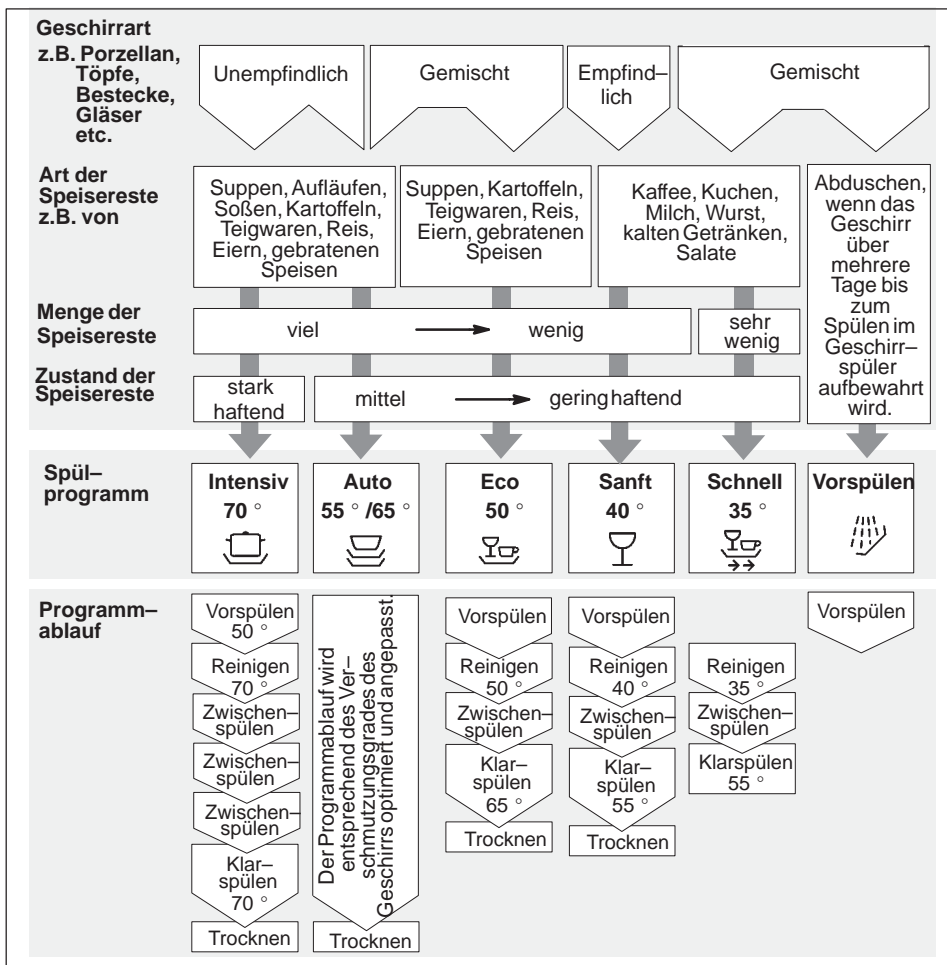 Geschirrart
z.B. Porzellan,
Töpfe,
Bestecke,
Gläser
etc.
Unempfindlich
Gemischt
Empfind–
lich
Gemischt
Art der
Speisereste
z.B. von
Suppen, Aufläufen,
Soßen, Kartoffeln,
Teigwaren, Reis,
Eiern, gebratenen
Speisen
Suppen, Kartoffeln,
Teigwaren, Reis,
Eiern, gebratenen
Speisen
Kaffee, Kuchen,
Milch, Wurst,
kalten Getränken,
Salate
Abduschen,
wenn das
Geschirr
über
mehrere
Tage bis
zum
Spülen im
Geschirr–
spüler
aufbewahrt
wird.
Menge der
Speisereste
viel
wenig
sehr
wenig
Zustand der
Speisereste
stark
haftend
mittel
gering haftend
Spül–
programm
Intensiv
70 °
Auto
55 ° /65 °
Eco
50 °
Sanft
40 °
Schnell
35 °
Vorspülen
Programm–
ablauf
Vorspülen
50 °
Reinigen
70 °
Zwischen–
spülen
Zwischen–
spülen
Zwischen–
spülen
Klar–
spülen
70 °
Trocknen
Der Programmablauf wird
entsprechend des Ver–
schmutzungsgrades des
Geschirrs optimiert und angepasst.
Trocknen
Vorspülen
Reinigen
50 °
Zwischen–
spülen
Klar–
spülen
65 °
Trocknen
Vorspülen
Reinigen
40 °
Zwischen–
spülen
Klar–
spülen
55 °
Trocknen
Reinigen
35 °
Zwischen–
spülen
Klarspülen
55 °
Vorspülen